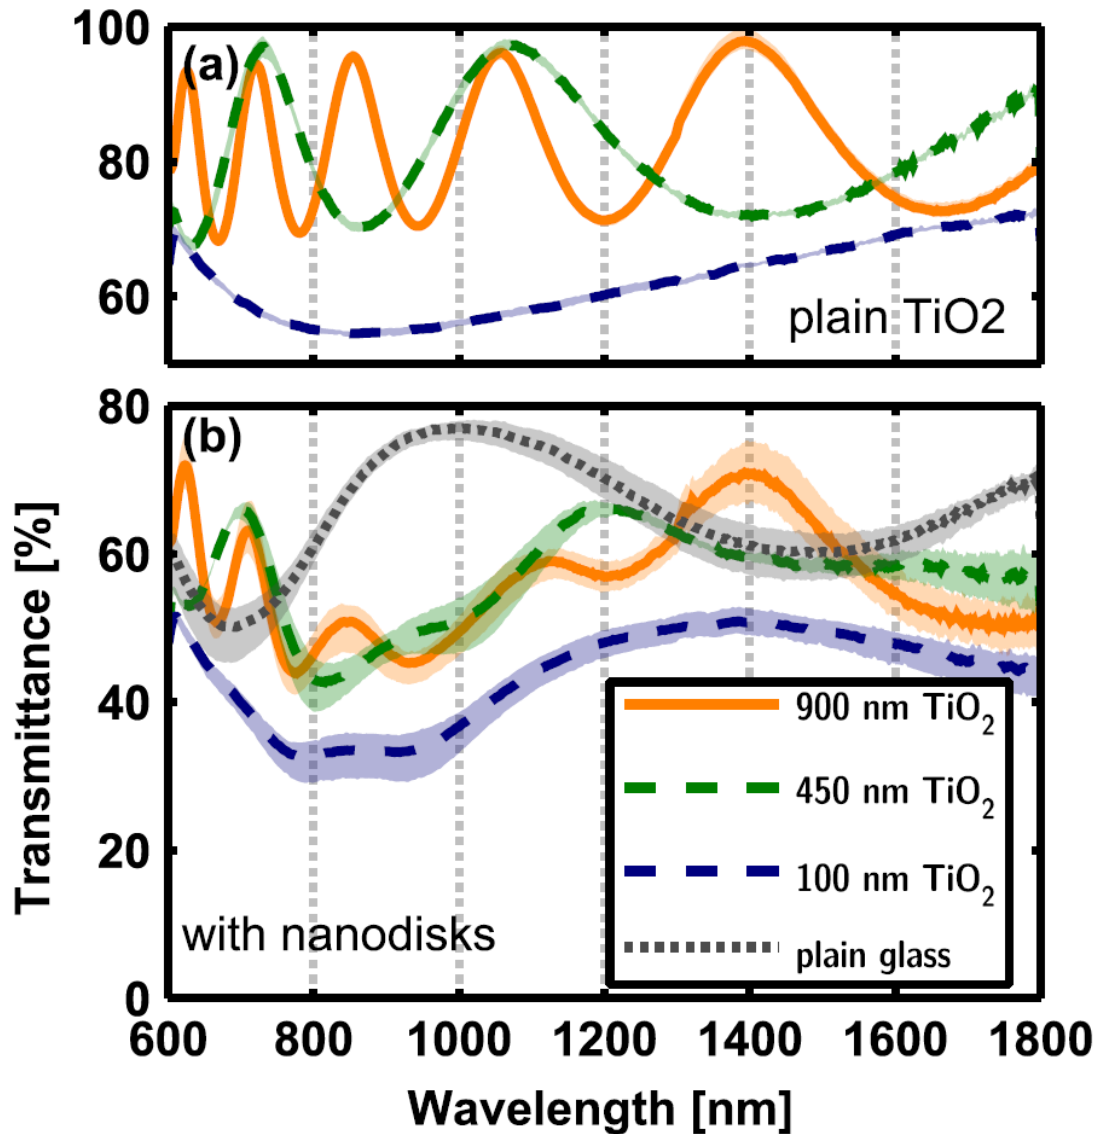 100
(a)
80
60
plain TiO2
80
(b)
60
40
20
0
with nanodisks
900 nm TiO₂
450 nm TiO₂
100 nm TiO₂
plain glass
Transmittance [%]
600 800 1000 1200 1400 1600 1800
Wavelength [nm]